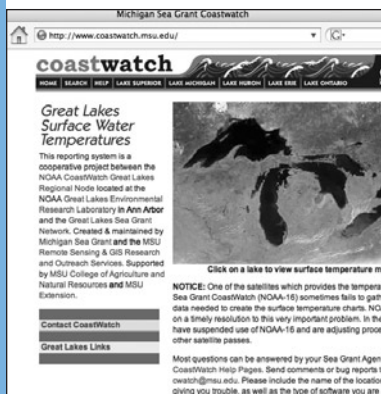 Michigan Sea Grant Coastwatch
http://www.coastwatch.msu.edu/
coastwatch
HOME SEARCH HELP LAKE SUPERIOR LAKE MICHIGAN LAKE HURON LAKE ERIE LAKE ONTARIO
Great Lakes
Surface Water
Temperatures
This reporting system is a
cooperative project between the
NOAA CoastWatch Great Lakes
Regional Node located at the
NOAA Great Lakes Environmental
Research Laboratory in Ann Arbor
and the Great Lakes Sea Grant
Network. Created & maintained by
Michigan Sea Grant and the MSU
Remote Sensing & GIS Research
and Outreach Services. Supported
by MSU College of Agriculture and
Natural Resources and MSU
Extension.
Contact CoastWatch
Great Lakes Links
Click on a lake to view surface temperature m
NOTICE: One of the satellites which provides the tempera
Sea Grant CoastWatch (NOAA-16) sometimes fails to gath
data needed to create the surface temperature charts. NO
on a timely resolution to this very important problem. In the
have suspended use of NOAA-16 and are adjusting proce
other satellite passes.
Most questions can be answered by your Sea Grant Agen
CoastWatch Help Pages. Send comments or bug reports t
cwatch@msu.edu. Please include the name of the location
giving you trouble, as well as the type of software you are